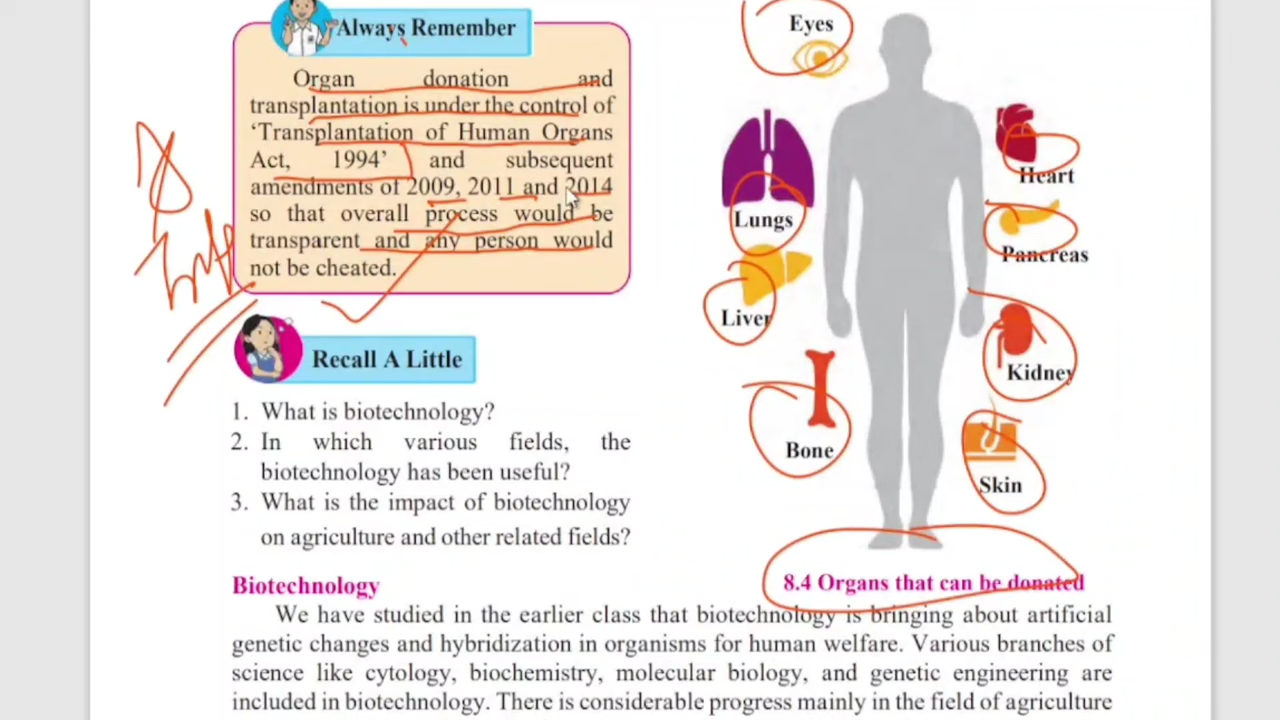 Always Remember
Organ donation and
transplantation is under the control of
‘Transplantation of Human Organs
Act, 1994’ and subsequent
amendments of 2009, 2011 and 2014
so that overall process would be
transparent and any person would
not be cheated.
Imp
Recall A Little
1. What is biotechnology?
2. In which various fields, the
biotechnology has been useful?
3. What is the impact of biotechnology
on agriculture and other related fields?
Eyes
Lungs
Liver
Bone
Heart
Pancreas
Kidney
Skin
8.4 Organs that can be donated
Biotechnology
We have studied in the earlier class that biotechnology is bringing about artificial
genetic changes and hybridization in organisms for human welfare. Various branches of
science like cytology, biochemistry, molecular biology, and genetic engineering are
included in biotechnology. There is considerable progress mainly in the field of agriculture